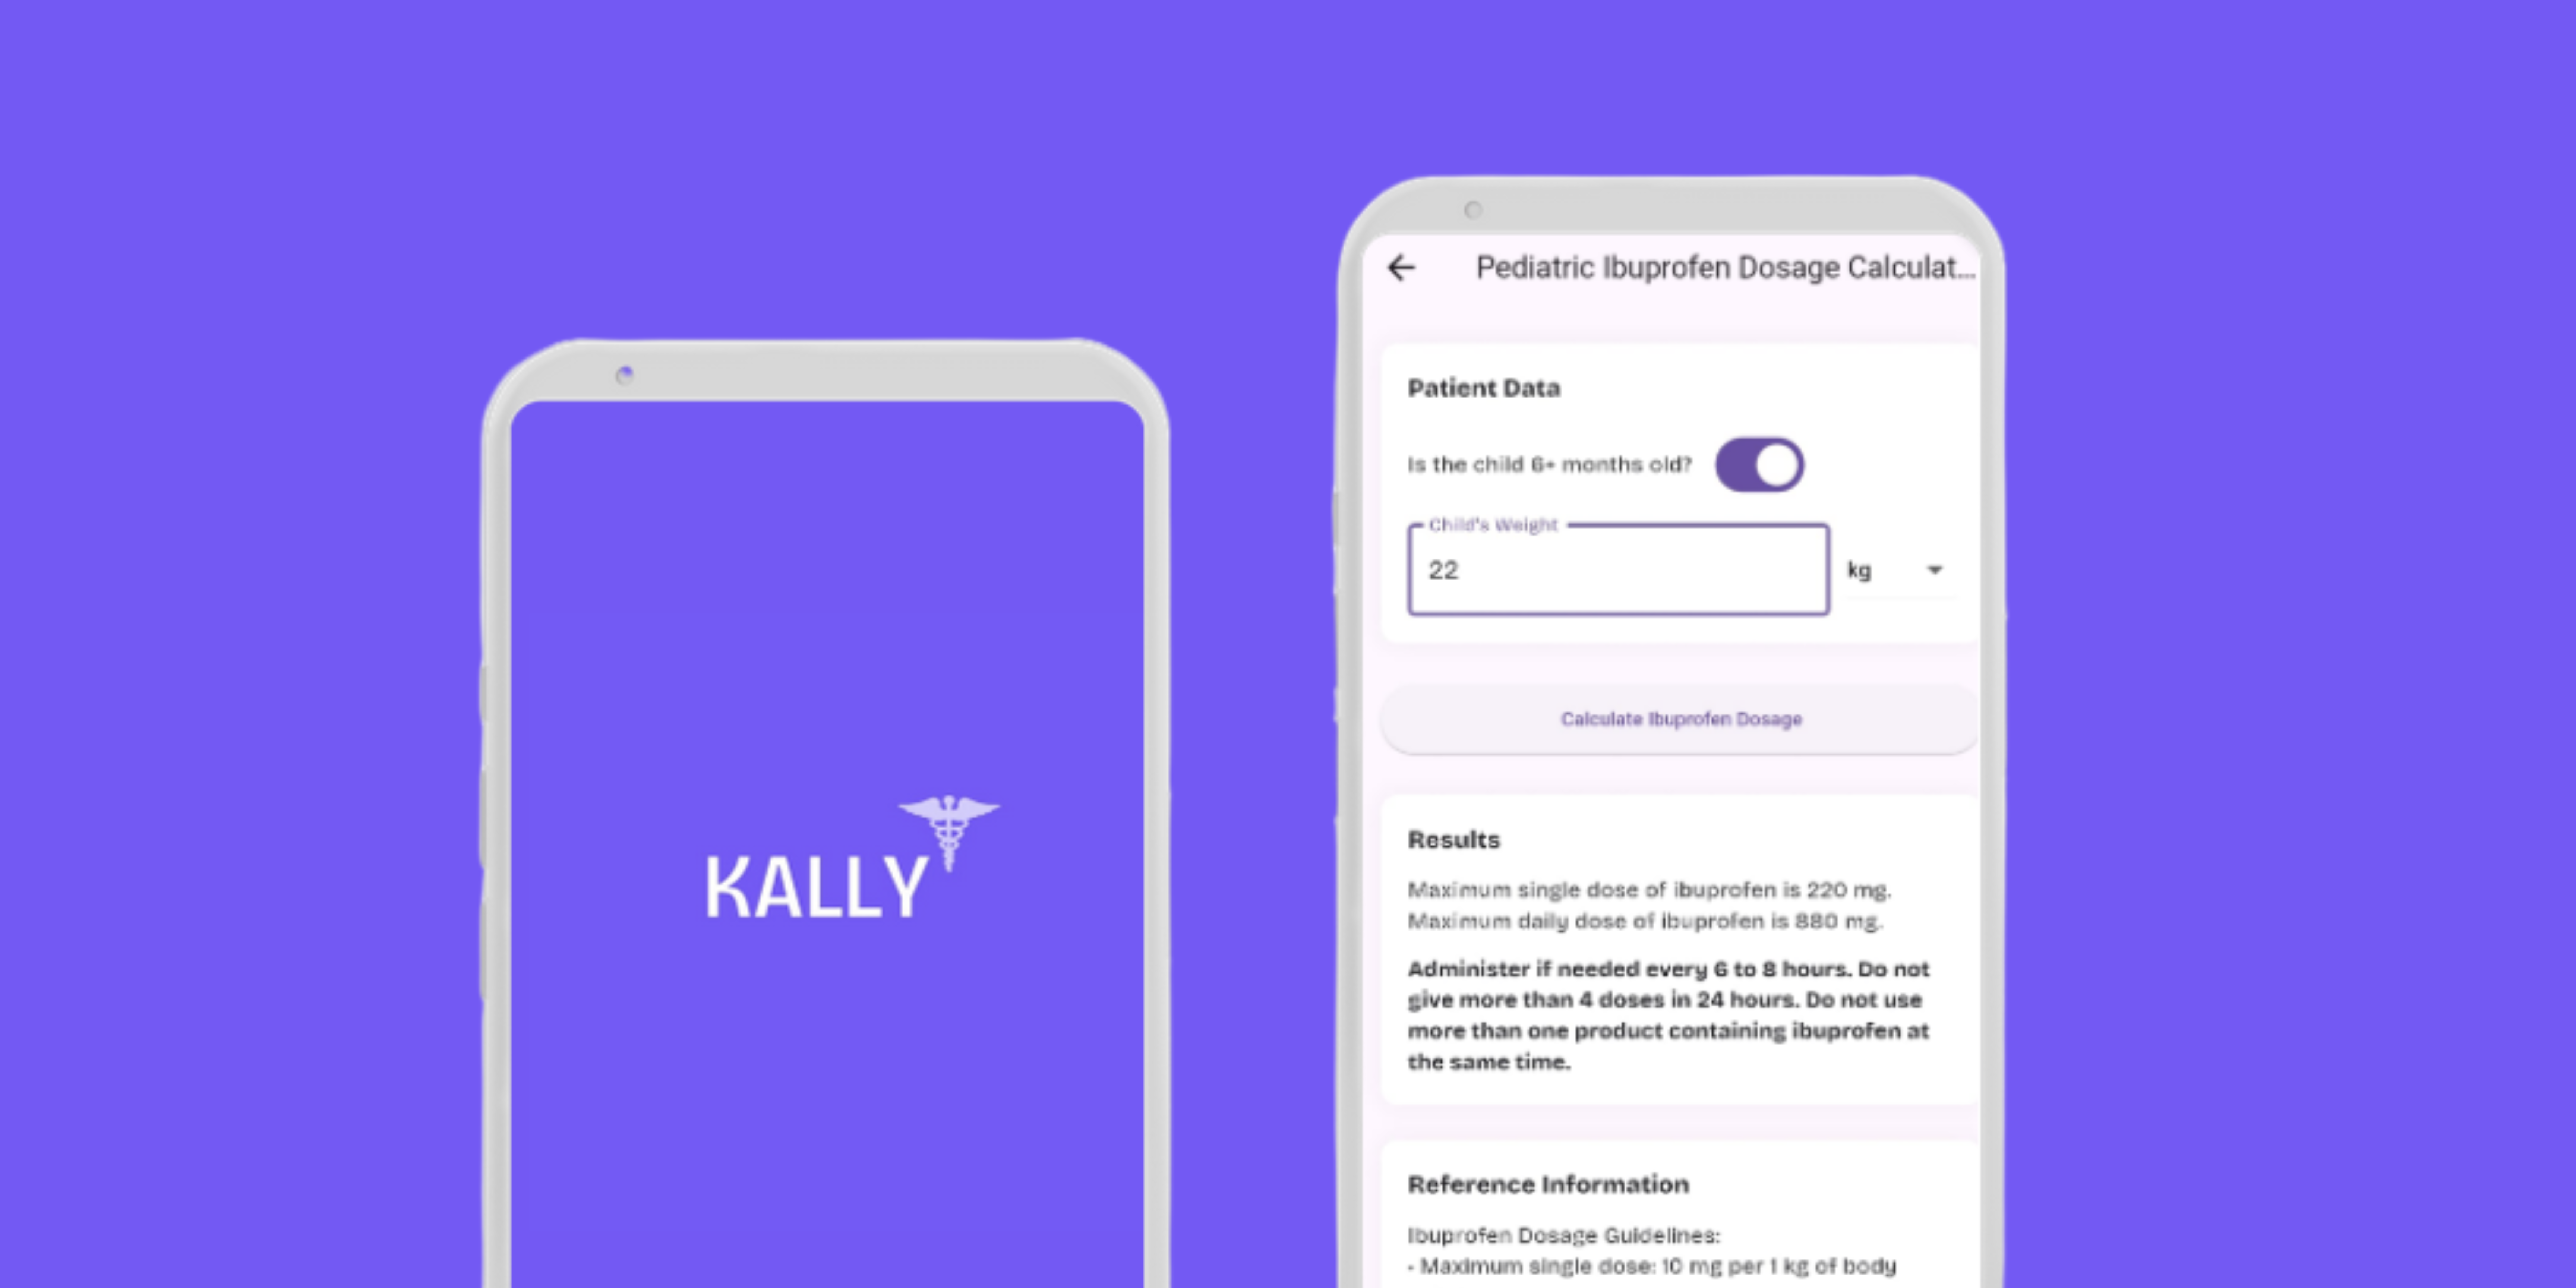 KALLY
Pediatric Ibuprofen Dosage Calculat...
Patient Data
Is the child 6+ months old?
Child's Weight
22
kg
Calculate Ibuprofen Dosage
Results
Maximum single dose of ibuprofen is 220 mg.
Maximum daily dose of ibuprofen is 880 mg.
Administer if needed every 6 to 8 hours. Do not
give more than 4 doses in 24 hours. Do not use
more than one product containing ibuprofen at
the same time.
Reference Information
Ibuprofen Dosage Guidelines:
- Maximum single dose: 10 mg per 1 kg of body